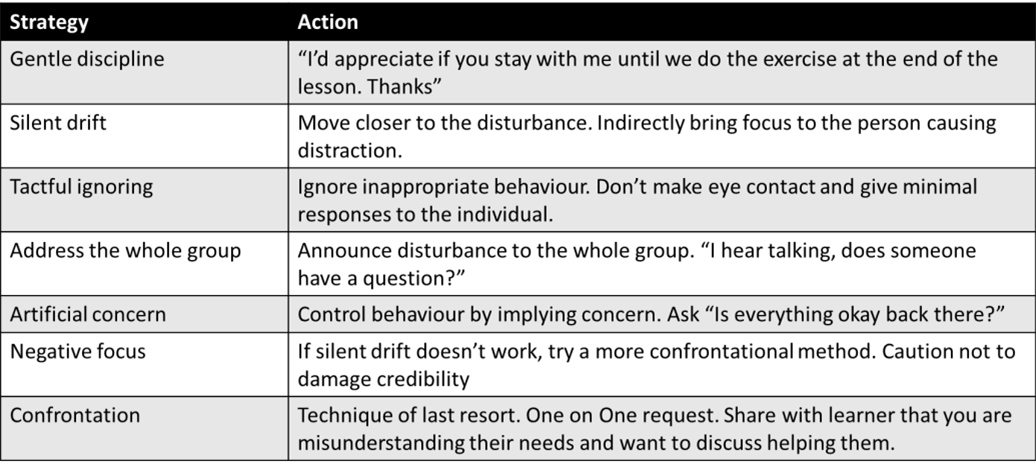 Strategy Action
Gentle discipline “I’d appreciate if you stay with me until we do the exercise at the end of the
lesson. Thanks”
Silent drift Move closer to the disturbance. Indirectly bring focus to the person causing
distraction.
Tactful ignoring Ignore inappropriate behaviour. Don’t make eye contact and give minimal
responses to the individual.
Address the whole group Announce disturbance to the whole group. “I hear talking, does someone
have a question?”
Artificial concern Control behaviour by implying concern. Ask “Is everything okay back there?”
Negative focus If silent drift doesn’t work, try a more confrontational method. Caution not to
damage credibility
Confrontation Technique of last resort. One on One request. Share with learner that you are
misunderstanding their needs and want to discuss helping them.